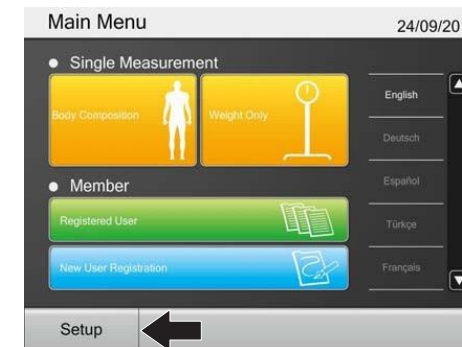 Main Menu
24/09/20
Single Measurement
Body Composition
Weight Only
English
Deutsch
Español
Türkçe
Français
Member
Registered User
New User Registration
Setup